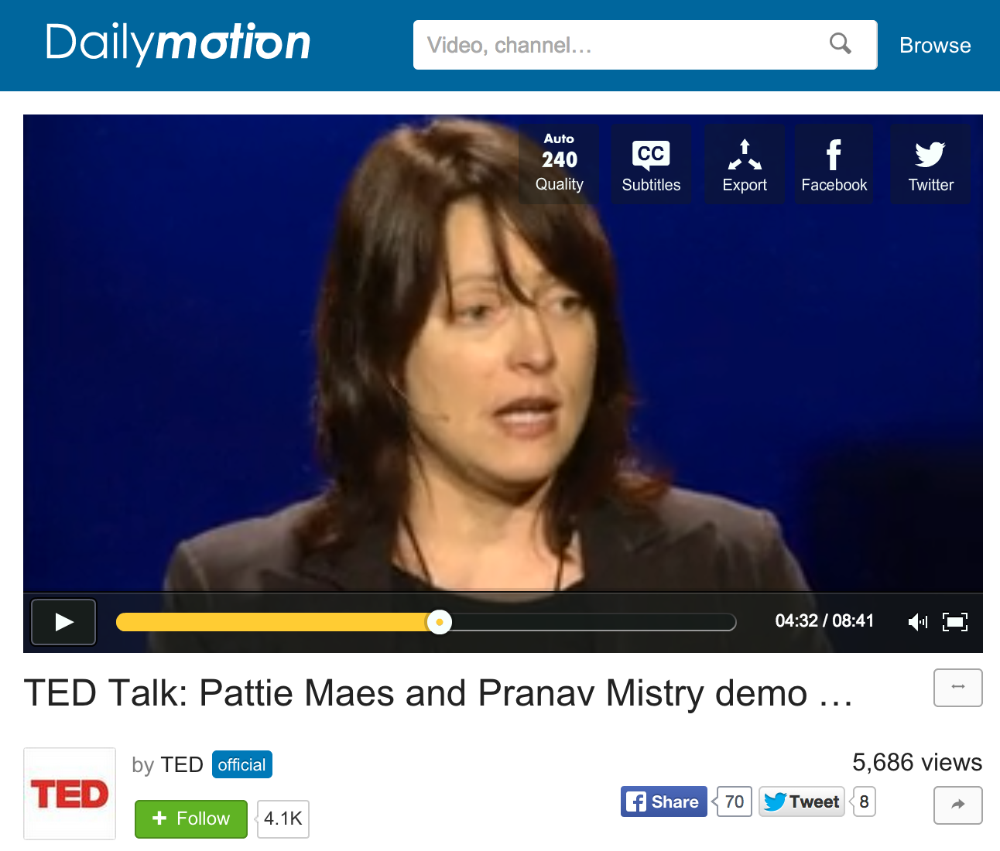 Dailymotion
Video, channel...
Browse
Auto
240
Quality
CC
Subtitles
Export
f
Facebook
Twitter
04:32 / 08:41
TED Talk: Pattie Maes and Pranav Mistry demo ...
TED
by TED official
5,686 views
+ Follow 4.1K
f Share 70 Tweet 8